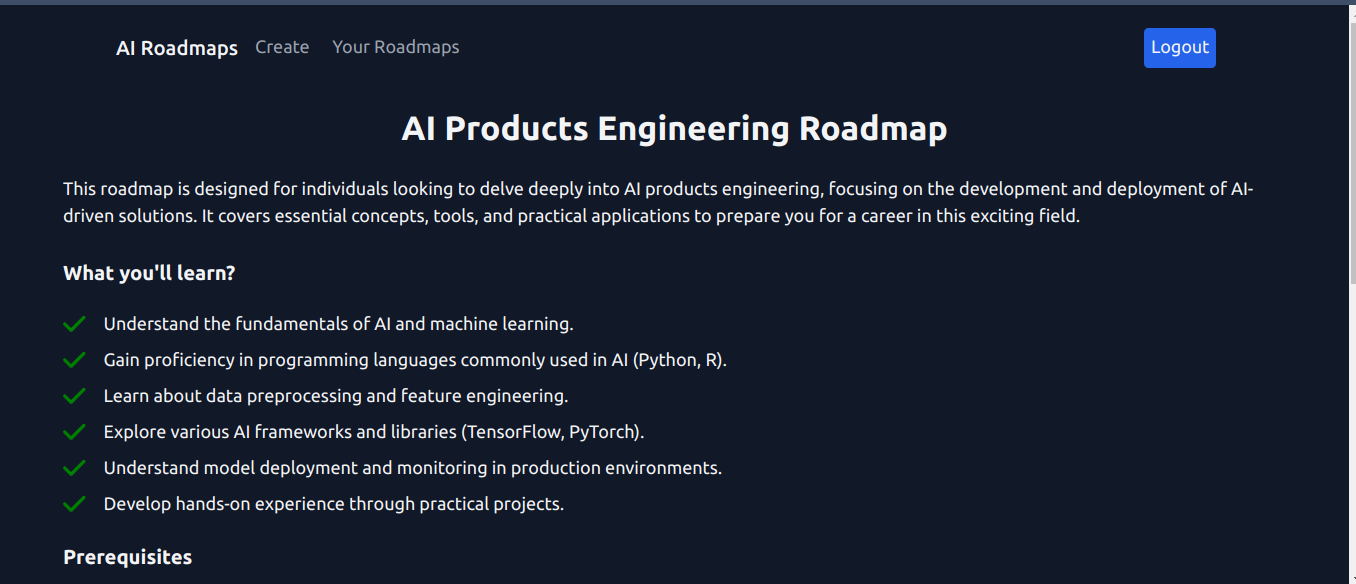 AI Roadmaps Create Your Roadmaps Logout
AI Products Engineering Roadmap
This roadmap is designed for individuals looking to delve deeply into AI products engineering, focusing on the development and deployment of AI-
driven solutions. It covers essential concepts, tools, and practical applications to prepare you for a career in this exciting field.
What you'll learn?
Understand the fundamentals of AI and machine learning.
Gain proficiency in programming languages commonly used in AI (Python, R).
Learn about data preprocessing and feature engineering.
Explore various AI frameworks and libraries (TensorFlow, PyTorch).
Understand model deployment and monitoring in production environments.
Develop hands-on experience through practical projects.
Prerequisites